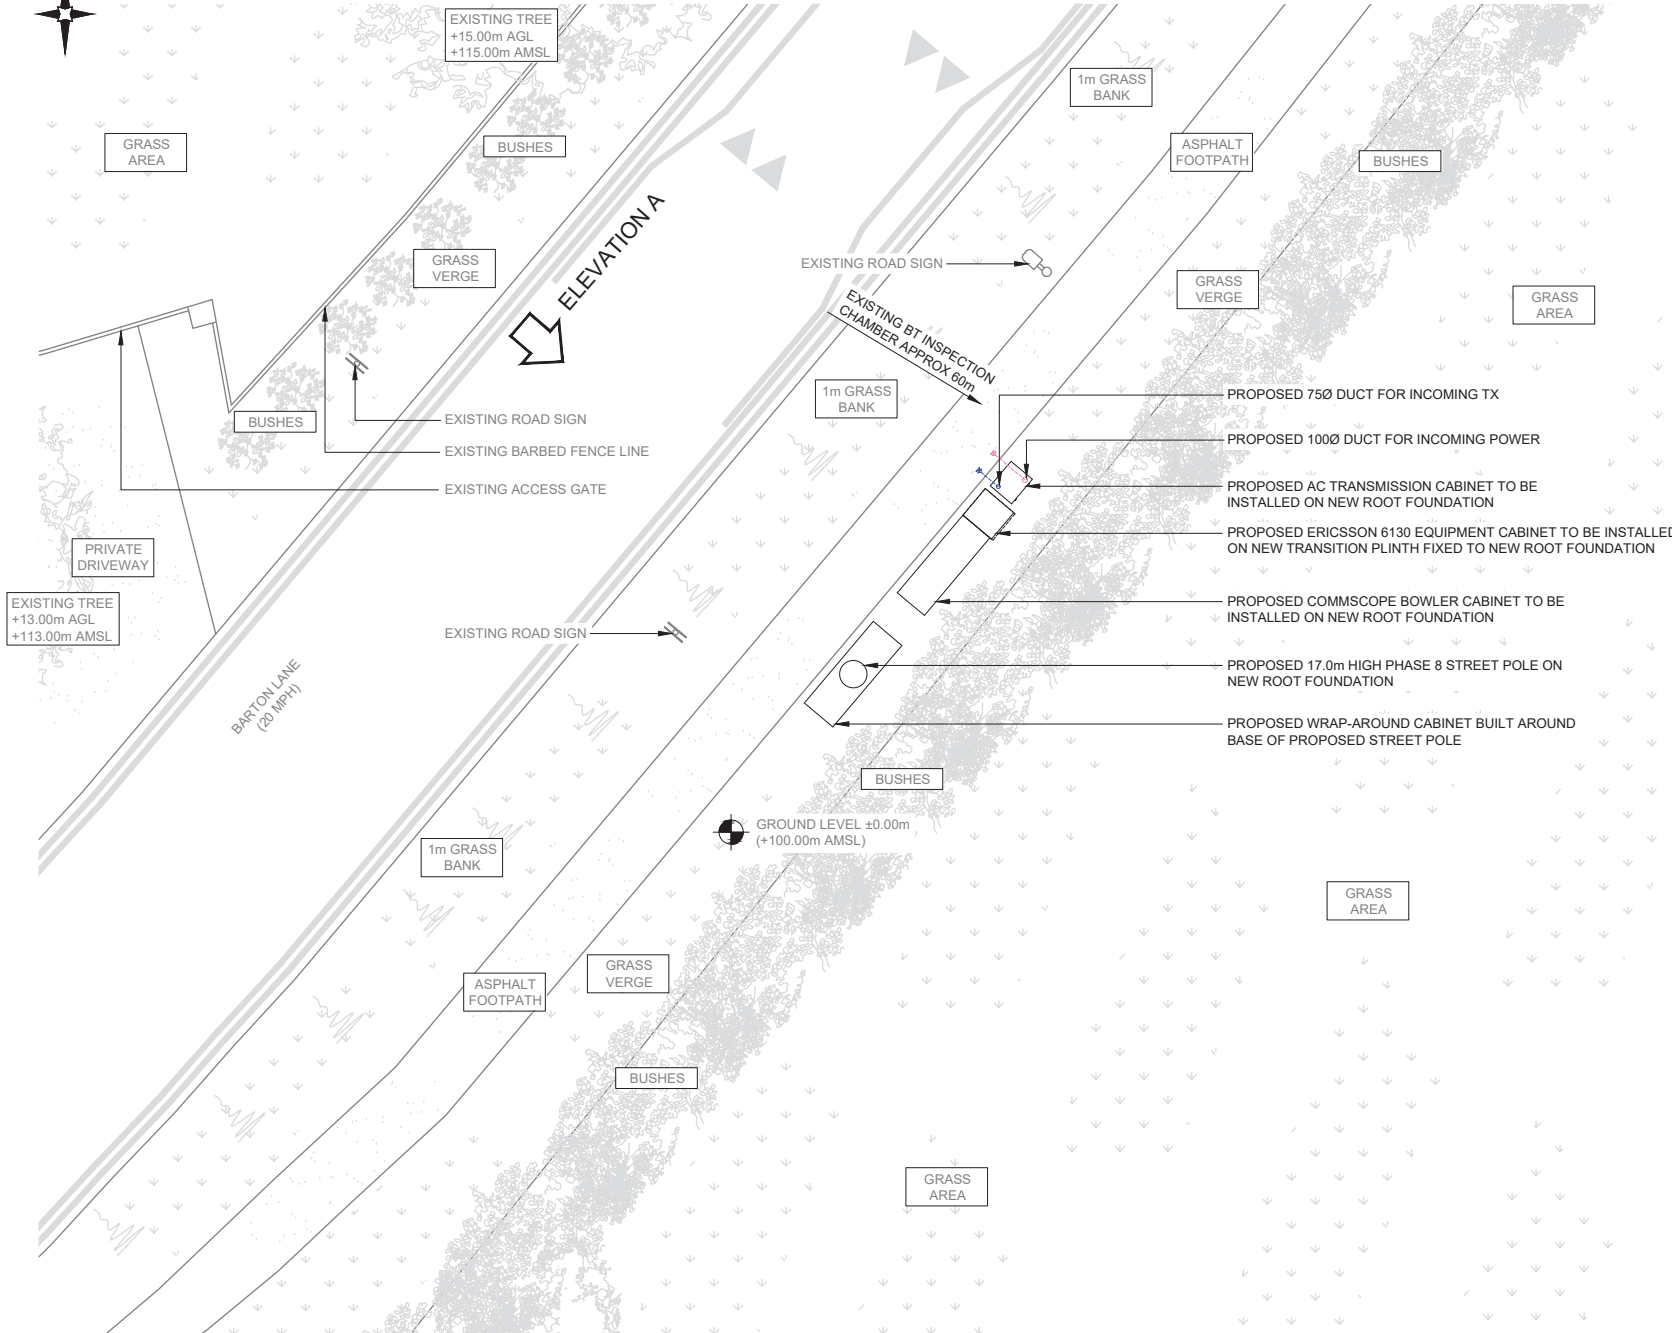 EXISTING TREE
+15.00m AGL
+115.00m AMSL
1m GRASS
BANK
GRASS
AREA
BUSHES
ASPHALT
FOOTPATH
BUSHES
ELEVATION A
GRASS
VERGE
EXISTING ROAD SIGN
GRASS
VERGE
GRASS
AREA
EXISTING BT INSPECTION
CHAMBER APPROX 60m
1m GRASS
BANK
BUSHES
EXISTING ROAD SIGN
EXISTING BARBED FENCE LINE
EXISTING ACCESS GATE
PROPOSED 75Ø DUCT FOR INCOMING TX
PROPOSED 100Ø DUCT FOR INCOMING POWER
PROPOSED AC TRANSMISSION CABINET TO BE
INSTALLED ON NEW ROOT FOUNDATION
PROPOSED ERICSSON 6130 EQUIPMENT CABINET TO BE INSTALLED
ON NEW TRANSITION PLINTH FIXED TO NEW ROOT FOUNDATION
PRIVATE
DRIVEWAY
EXISTING TREE
+13.00m AGL
+113.00m AMSL
PROPOSED COMMSCOPE BOWLER CABINET TO BE
INSTALLED ON NEW ROOT FOUNDATION
EXISTING ROAD SIGN
BARTON LANE
(20 MPH)
PROPOSED 17.0m HIGH PHASE 8 STREET POLE ON
NEW ROOT FOUNDATION
PROPOSED WRAP-AROUND CABINET BUILT AROUND
BASE OF PROPOSED STREET POLE
BUSHES
GROUND LEVEL ±0.00m
(+100.00m AMSL)
1m GRASS
BANK
GRASS
AREA
GRASS
VERGE
ASPHALT
FOOTPATH
BUSHES
GRASS
AREA